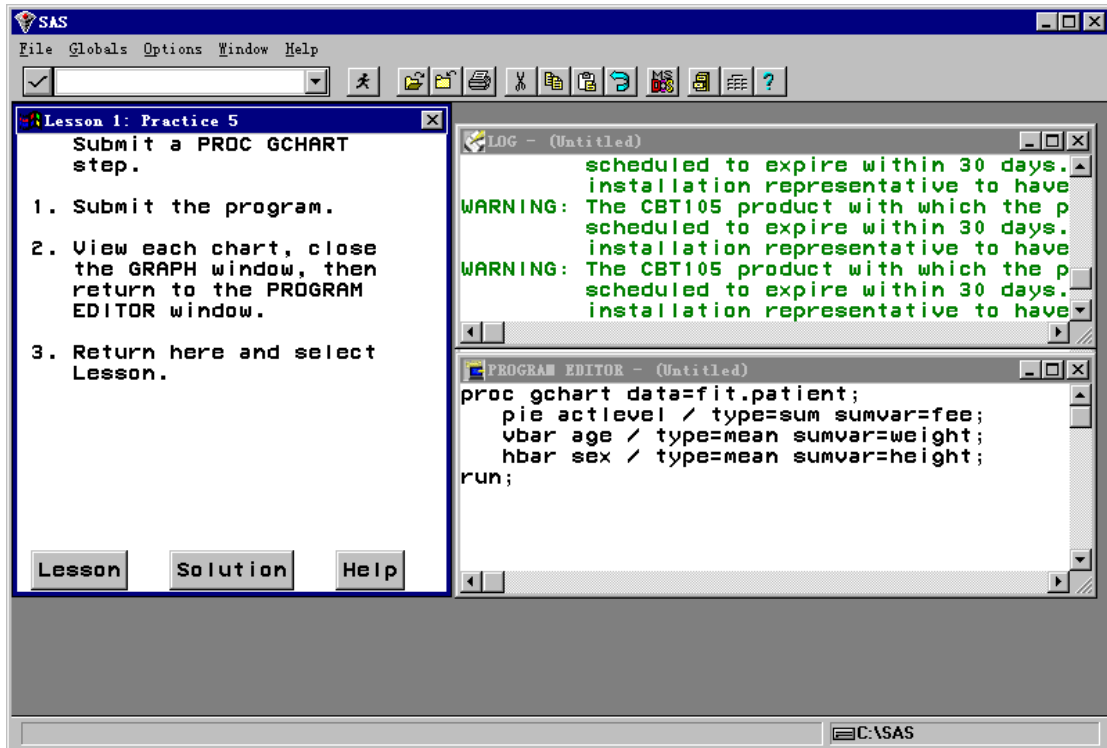 SAS
File Globals Options Window Help
MS
DOS
?
Lesson 1: Practice 5
Submit a PROC GCHART
step.
1. Submit the program.
2. View each chart, close
the GRAPH window, then
return to the PROGRAM
EDITOR window.
3. Return here and select
Lesson.
Lesson Solution Help
LOG - (Untitled)
scheduled to expire within 30 days.
installation representative to have
WARNING: The CBT105 product with which the p
scheduled to expire within 30 days.
installation representative to have
WARNING: The CBT105 product with which the p
scheduled to expire within 30 days.
installation representative to have
PROGRAM EDITOR - (Untitled)
proc gchart data=fit.patient;
pie actlevel / type=sum sumvar=fee;
vbar age / type=mean sumvar=weight;
hbar sex / type=mean sumvar=height;
run;
C:\SAS